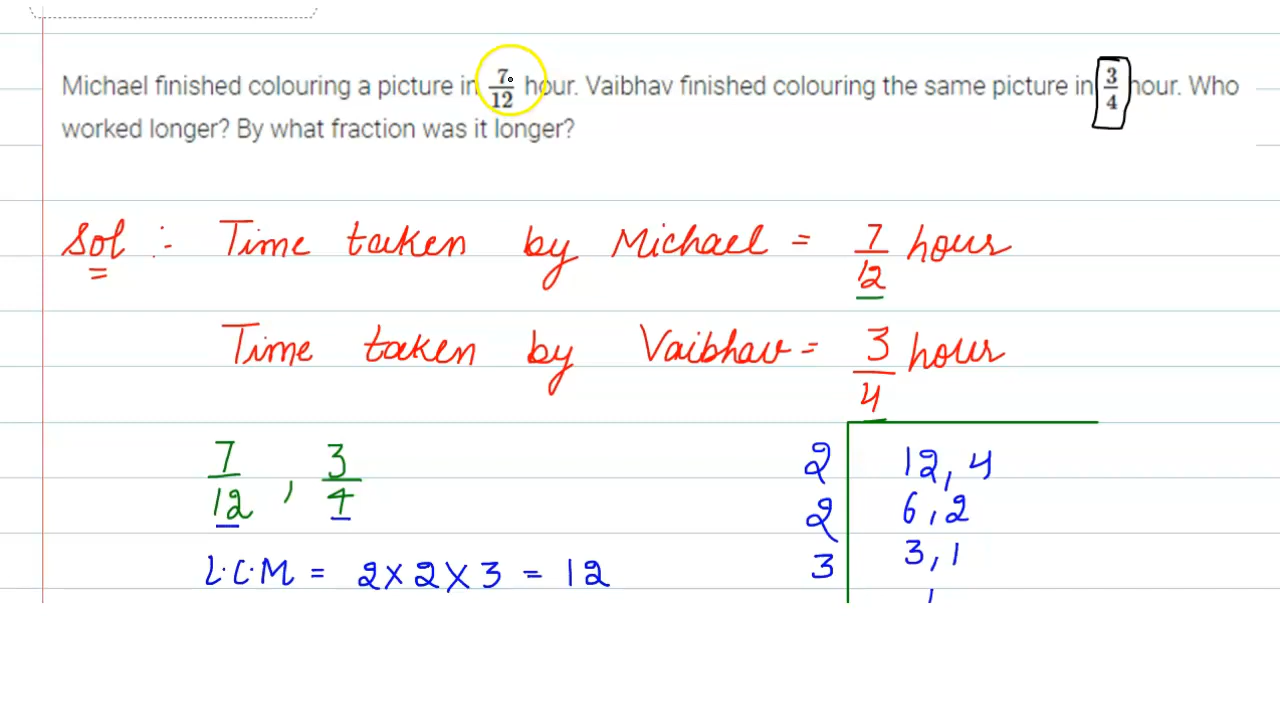 Michael finished colouring a picture in 7/12 hour. Vaibhav finished colouring the same picture in 3/4 hour. Who
worked longer? By what fraction was it longer?
Sol :- Time taken by Michael = 7/12 hour
Time taken by Vaibhav = 3/4 hour
7/12 , 3/4
2 | 12, 4
2 | 6, 2
3 | 3, 1
L.C.M = 2 × 2 × 3 = 12